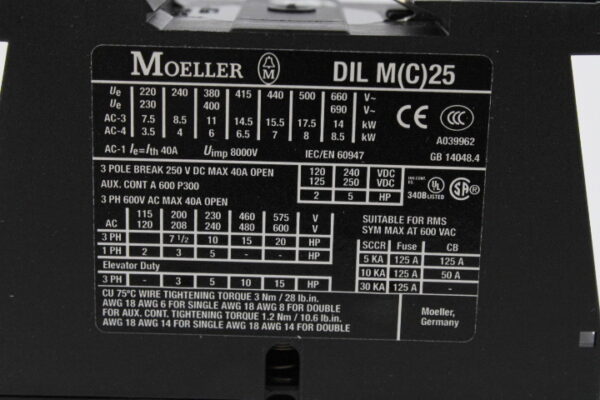 MOELLER AM DIL M(C)25
Ue 220 240 380 415 440 500 660 V~
Ue 230 400 690 V~
AC-3 7.5 8.5 11 14.5 15.5 17.5 14 kW
AC-4 3.5 4 6 6.5 7 8 8.5 kW
AC-1 Ie=Ith 40A Uimp 8000V IEC/EN 60947
CE CCC
A039962
GB 14048.4
3 POLE BREAK 250 V DC MAX 40A OPEN
AUX. CONT A 600 P300
3 PH 600V AC MAX 40A OPEN
120 240 VDC
125 250 VDC
2 5 HP
IND.CONT.EQ. UL SA
340B LISTED
115 200 230 460 575 V
AC 120 208 240 480 600 V
3 PH 7 1/2 10 15 20 HP
1 PH 2 3 5 - - HP
Elevator Duty
3 PH - 3 5 10 15 HP
SUITABLE FOR RMS
SYM MAX AT 600 VAC
SCCR Fuse CB
5 KA 125 A 125 A
10 KA 125 A 50 A
30 KA 125 A -
CU 75°C WIRE TIGHTENING TORQUE 3 Nm / 28 lb.in.
AWG 18 AWG 6 FOR SINGLE AWG 18 AWG 8 FOR DOUBLE
FOR AUX. CONT. TIGHTENING TORQUE 1.2 Nm / 10.6 lb.in.
AWG 18 AWG 14 FOR SINGLE AWG 18 AWG 14 FOR DOUBLE
Moeller,
Germany